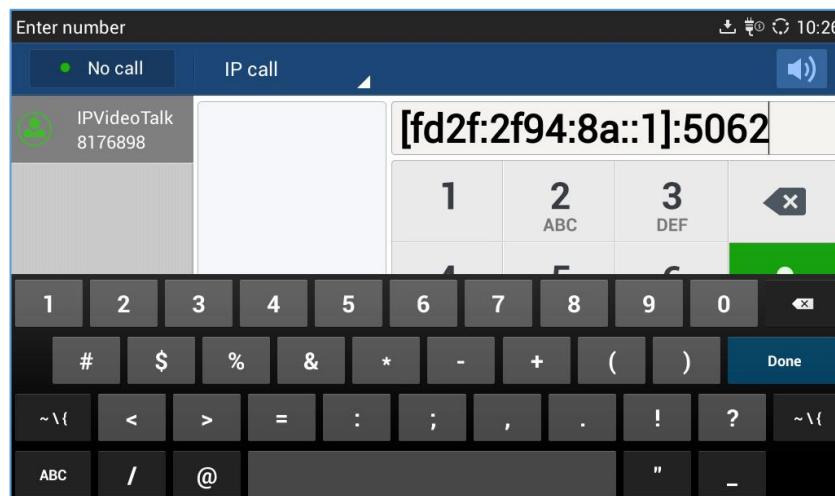 Enter number 10:26
No call IP call
IPVideoTalk
8176898
[fd2f:2f94:8a::1]:5062
1 2 3
ABC DEF
1 2 3 4 5 6 7 8 9 0
# $ % & * - + ( ) Done
~\{ < > = : ; , . ! ? ~\{
ABC / @ " _